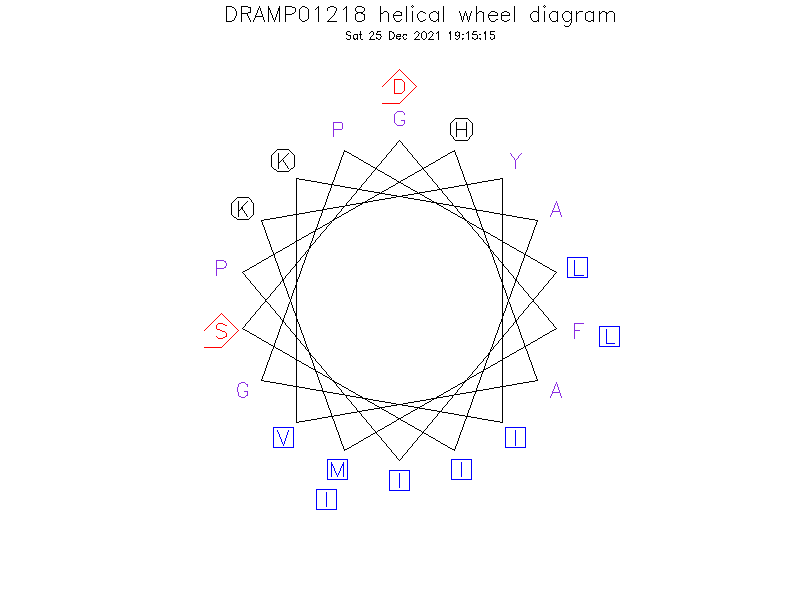 DRAMP01218 helical wheel diagram
Sat 25 Dec 2021 19:15:15
D
P G H
K Y
K A
P L
S F L
G A
V I
M I I
I